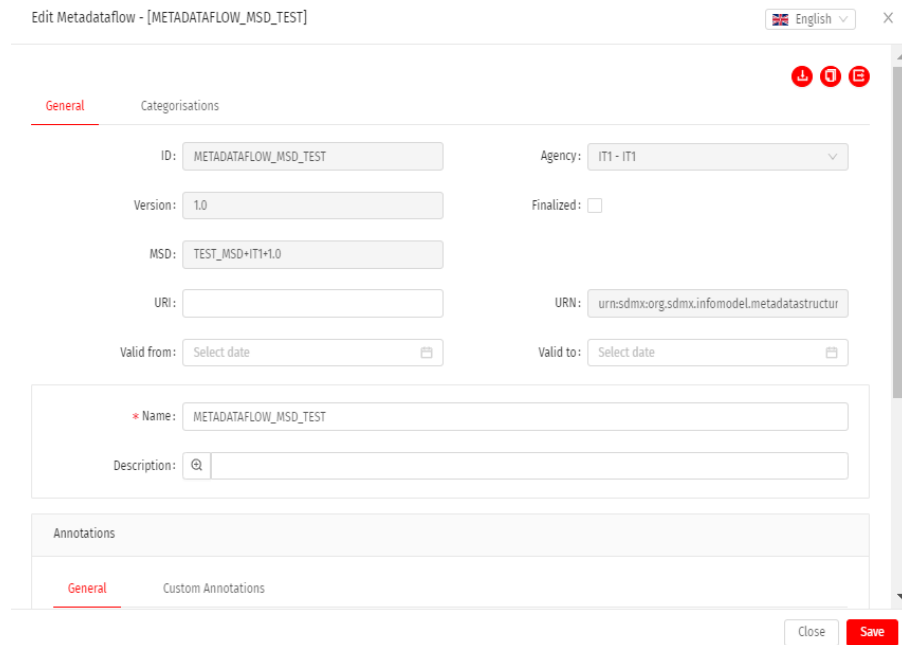 Edit Metadataflow - [METADATAFLOW_MSD_TEST] English
General Categorisations
ID: METADATAFLOW_MSD_TEST Agency: IT1 - IT1
Version: 1.0 Finalized:
MSD: TEST_MSD+IT1+1.0
URI: URN: urn:sdmx:org.sdmx.infomodel.metadatastructur
Valid from: Select date Valid to: Select date
* Name: METADATAFLOW_MSD_TEST
Description:
Annotations
General Custom Annotations
Close Save